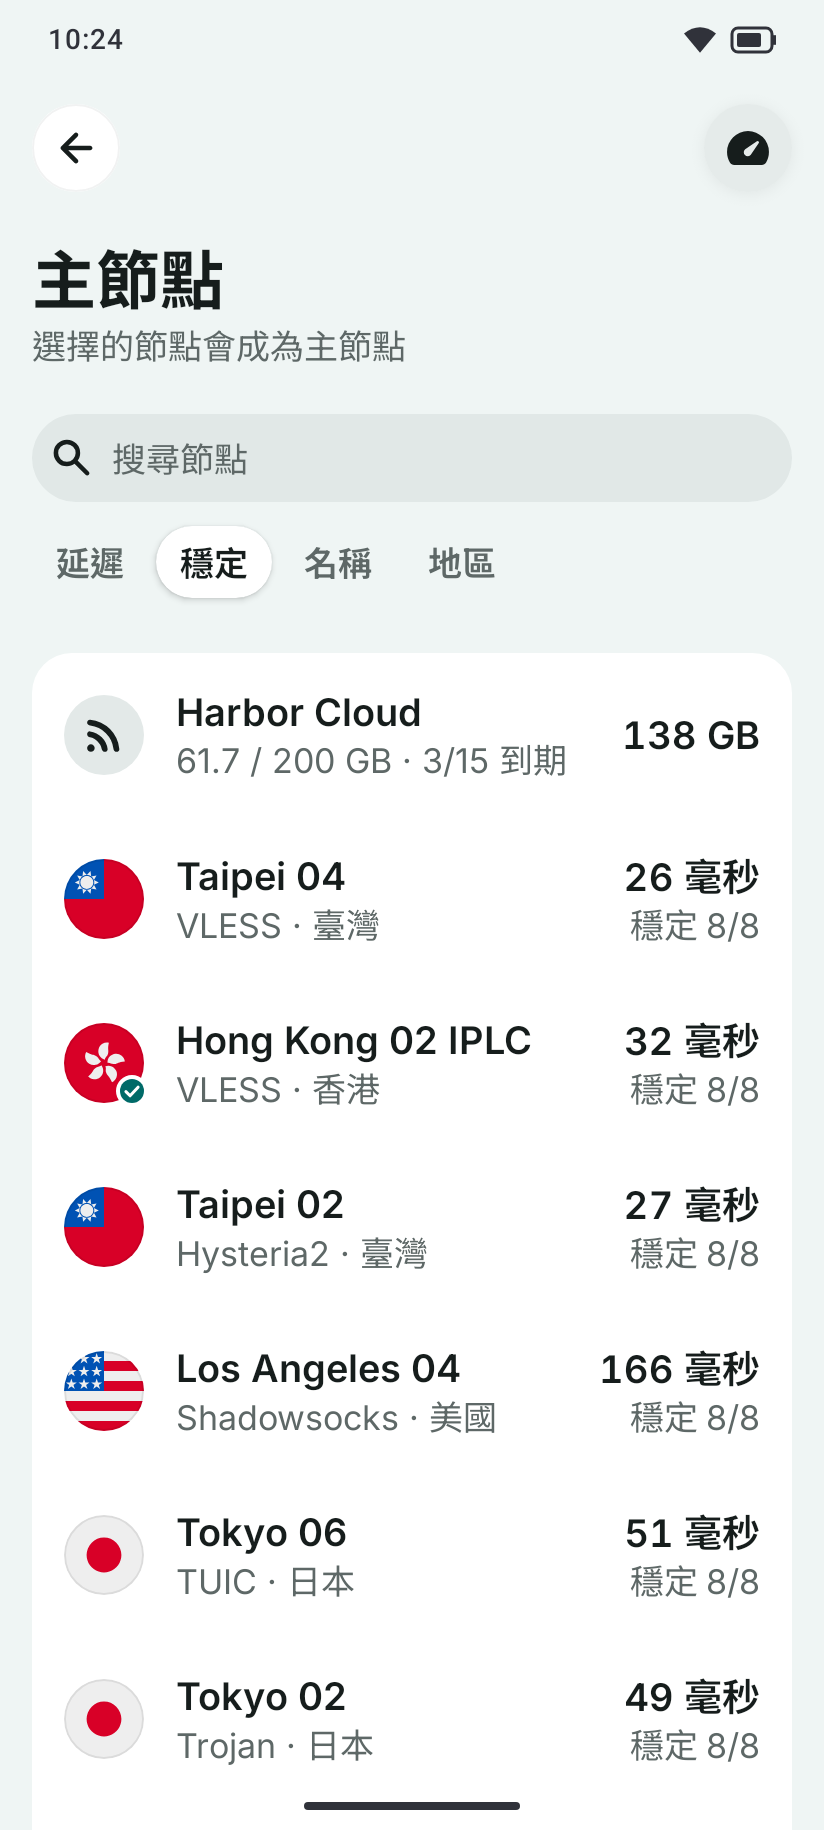 10:24
主節點
選擇的節點會成為主節點
搜尋節點
延遲 穩定 名稱 地區
Harbor Cloud
61.7 / 200 GB · 3/15 到期
138 GB
Taipei 04
VLESS · 臺灣
26 毫秒
穩定 8/8
Hong Kong 02 IPLC
VLESS · 香港
32 毫秒
穩定 8/8
Taipei 02
Hysteria2 · 臺灣
27 毫秒
穩定 8/8
Los Angeles 04
Shadowsocks · 美國
166 毫秒
穩定 8/8
Tokyo 06
TUIC · 日本
51 毫秒
穩定 8/8
Tokyo 02
Trojan · 日本
49 毫秒
穩定 8/8